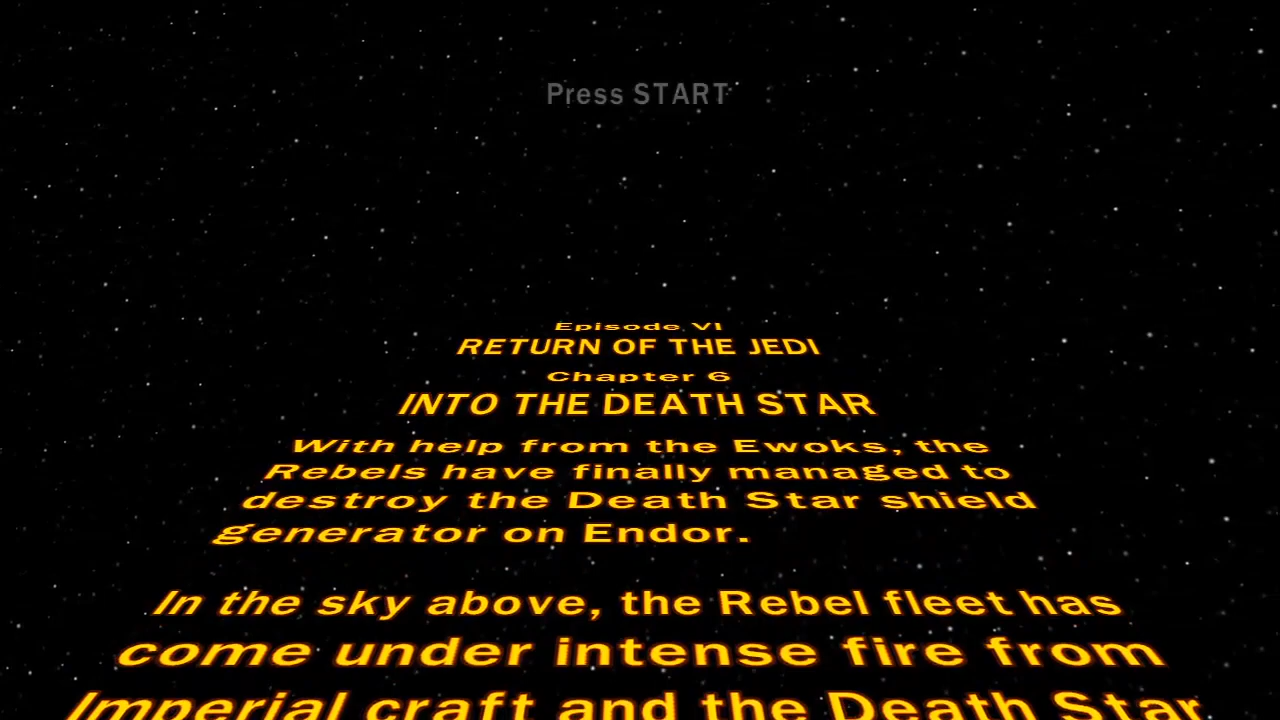 Press START
Episode VI
RETURN OF THE JEDI
Chapter 6
INTO THE DEATH STAR
With help from the Ewoks, the
Rebels have finally managed to
destroy the Death Star shield
generator on Endor.
In the sky above, the Rebel fleet has
come under intense fire from
Imperial craft and the Death Star